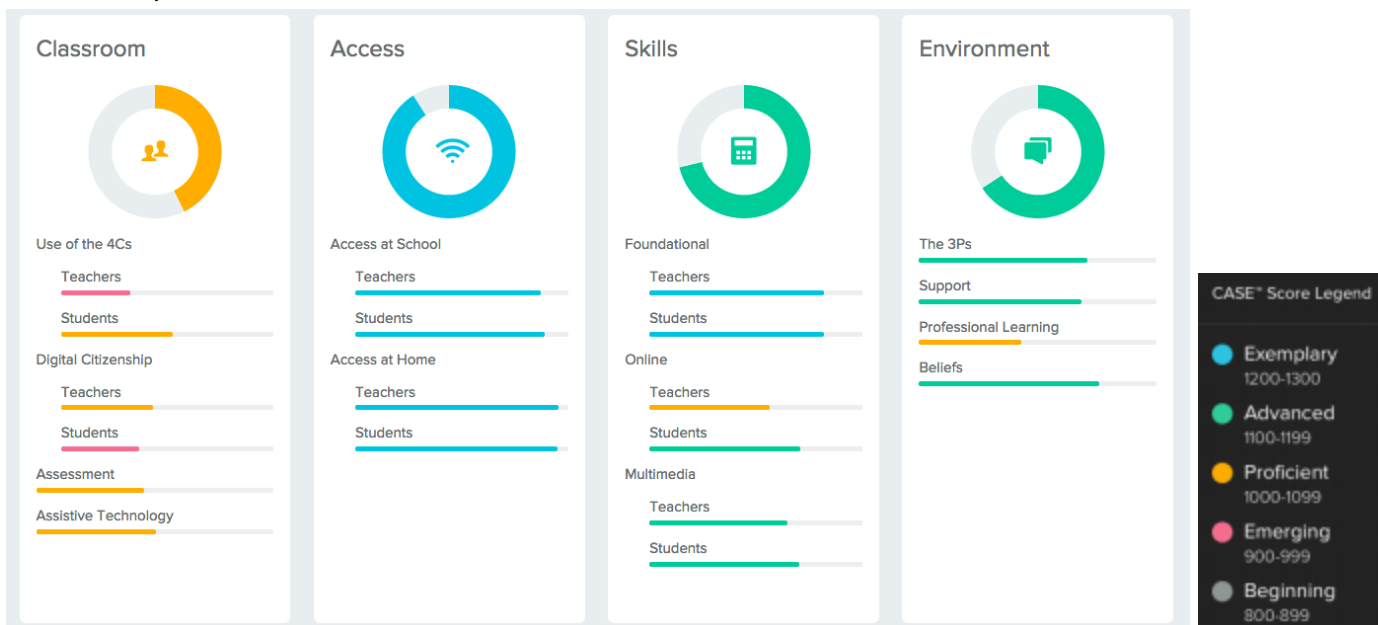 Classroom
Use of the 4Cs
Teachers
Students
Digital Citizenship
Teachers
Students
Assessment
Assistive Technology
Access
Access at School
Teachers
Students
Access at Home
Teachers
Students
Skills
Foundational
Teachers
Students
Online
Teachers
Students
Multimedia
Teachers
Students
Environment
The 3Ps
Support
Professional Learning
Beliefs
CASE™ Score Legend
Exemplary
1200-1300
Advanced
1100-1199
Proficient
1000-1099
Emerging
900-999
Beginning
800-899